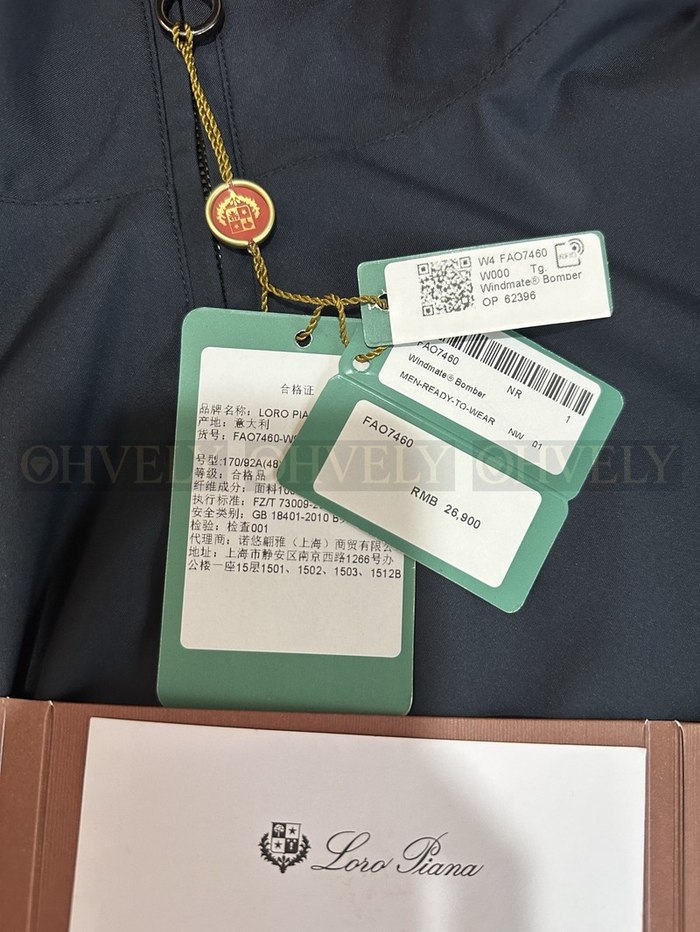 W4 FAO7460
W000 Tg.
Windmate® Bomber
OP 62396
FAO7460
Windmate® Bomber NR
MEN-READY-TO-WEAR 1
NW 01
FAO7460
RMB 26,900
合格证
品牌名称: LORO
产地: 意大利
货号: FAO7460-
号型:170/92A(48
等级: 合格品
纤维成分: 面料
执行标准: FZ/T 73009-
安全类别: GB 18401-2010
检验: 检查001
代理商: 诺悠翩雅（上海）商贸有限
地址: 上海市静安区南京西路1266号办
公楼一座15层1501、1502、1503、1512B
OHVELY OHVELY OHVELY
Loro Piana